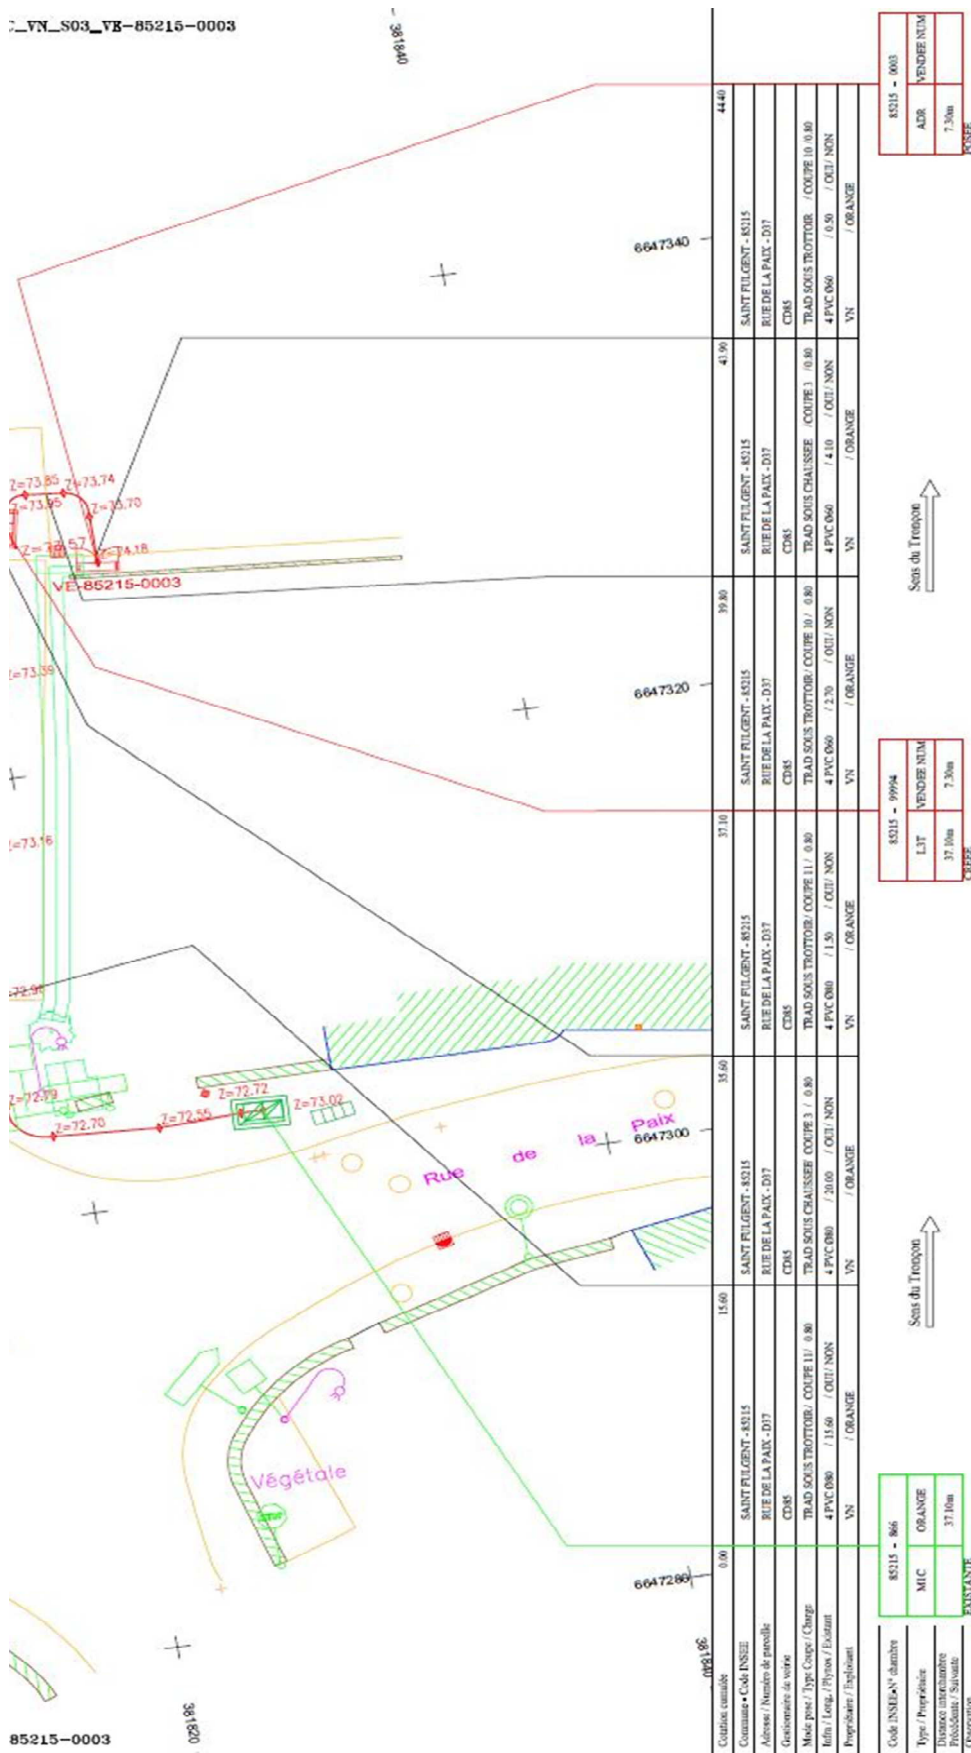 C_VN_S03_VE-85215-0003
381840
6647340
Z=73.85
Z=73.74
Z=73.95
Z=73.70
Z=74.18
VE-85215-0003
Z=73.39
6647320
Z=73.16
Z=72.72
Z=73.02
Z=72.70
Z=72.55
Rue de la Paix
6647300
Végétale
6647280
381840
381820
85215-0003
Cotation cumulée
0.00
15.60
35.60
37.10
39.80
43.90
44.40
Commune • Code INSEE
SAINT FULGENT - 85215
SAINT FULGENT - 85215
SAINT FULGENT - 85215
SAINT FULGENT - 85215
SAINT FULGENT - 85215
SAINT FULGENT - 85215
Adresse / Numéro de parcelle
RUE DE LA PAIX - D37
RUE DE LA PAIX - D37
RUE DE LA PAIX - D37
RUE DE LA PAIX - D37
RUE DE LA PAIX - D37
RUE DE LA PAIX - D37
Gestionnaire de voirie
CD85
CD85
CD85
CD85
CD85
CD85
Mode pose / Type Coupe / Charge
TRAD SOUS TROTTOIR / COUPE 11 / 0.80
TRAD SOUS CHAUSSEE COUPE 3 / 0.80
TRAD SOUS TROTTOIR / COUPE 11 / 0.80
TRAD SOUS TROTTOIR / COUPE 10 / 0.80
TRAD SOUS CHAUSSEE / COUPE 3 / 0.80
TRAD SOUS TROTTOIR / COUPE 10 / 0.80
Infra / Long. / Plynox / Existant
4 PVC Ø80 / 15.60 / OUI / NON
4 PVC Ø80 / 20.00 / OUI / NON
4 PVC Ø80 / 1.50 / OUI / NON
4 PVC Ø60 / 2.70 / OUI / NON
4 PVC Ø60 / 4.10 / OUI / NON
4 PVC Ø60 / 0.50 / OUI / NON
Propriétaire / Exploitant
VN / ORANGE
VN / ORANGE
VN / ORANGE
VN / ORANGE
VN / ORANGE
VN / ORANGE
Sens du Tronçon
Sens du Tronçon
Code INSEE•N° chambre
85215 - 866
85215 - 99994
85215 - 0003
Type / Propriétaire
M1C ORANGE
L3T VENDEE NUM
ADR VENDEE NUM
Distance interchambre
Précédente / Suivante
37.10m
37.10m 7.30m
7.30m
Observation
EXISTANTE
CREEE
POSEE